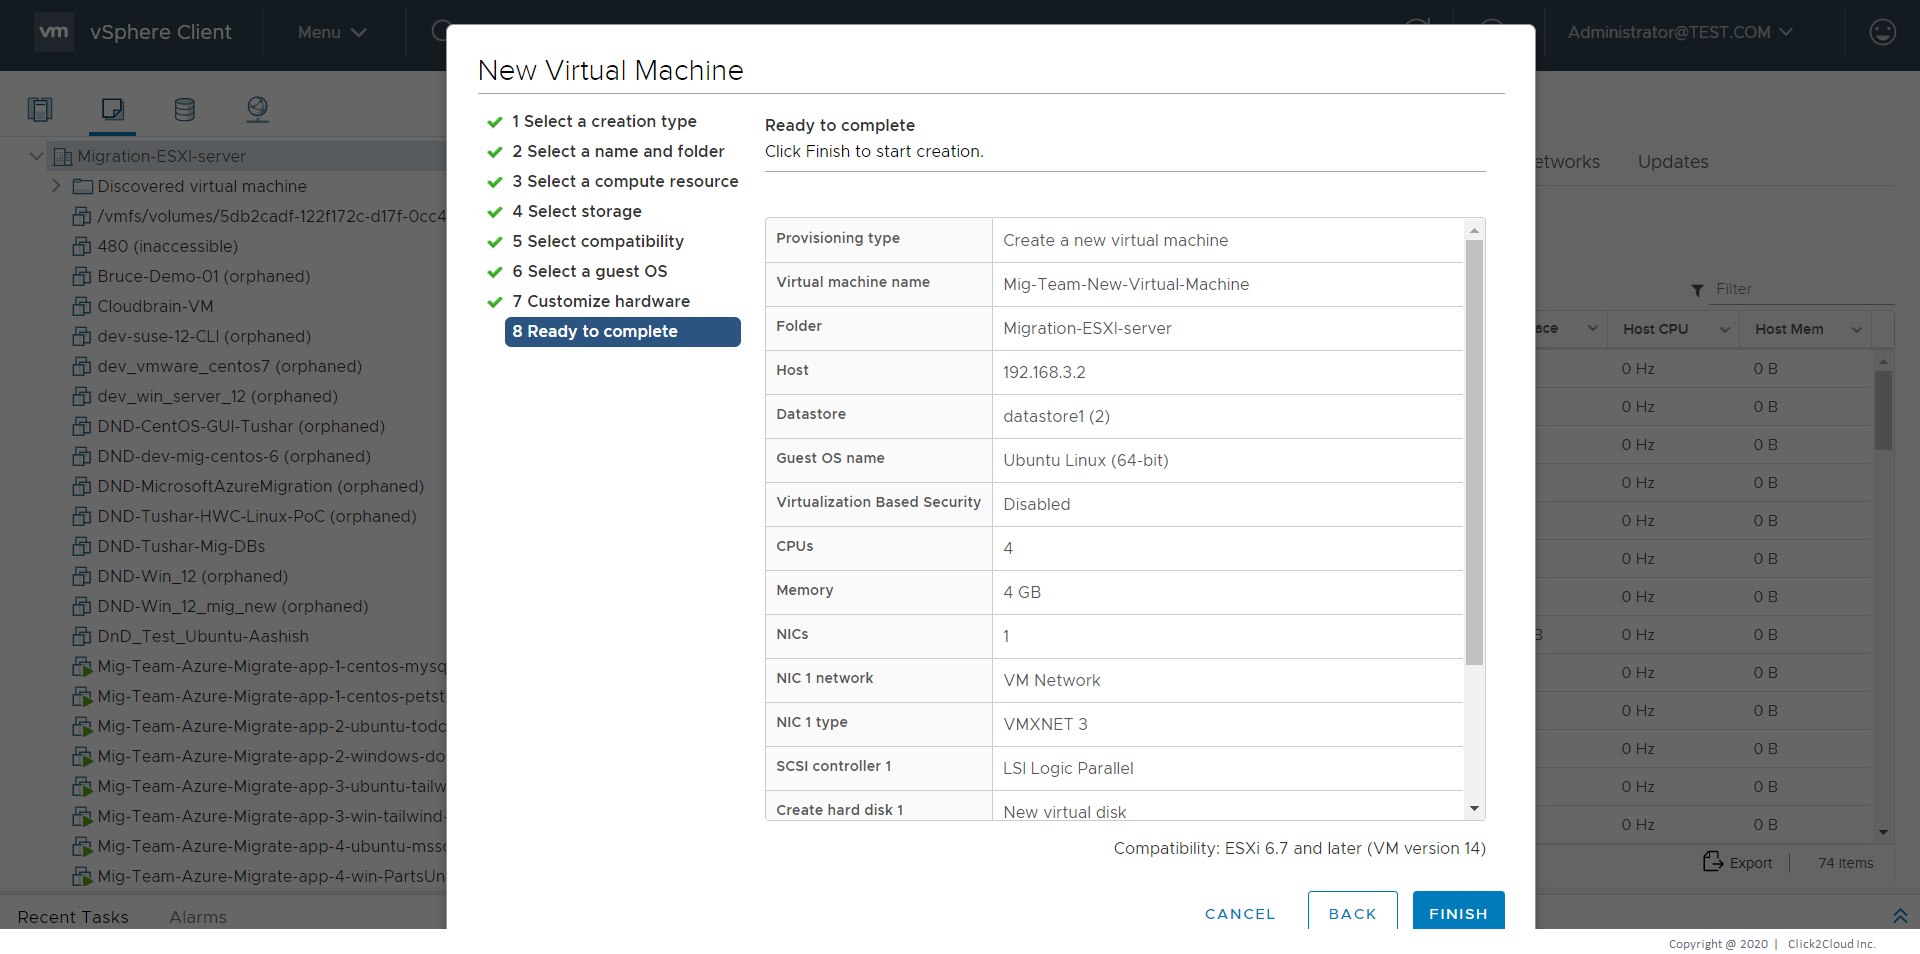 vm vSphere Client Menu Administrator@TEST.COM
New Virtual Machine
1 Select a creation type
2 Select a name and folder
3 Select a compute resource
4 Select storage
5 Select compatibility
6 Select a guest OS
7 Customize hardware
8 Ready to complete
Ready to complete
Click Finish to start creation.
Provisioning type Create a new virtual machine
Virtual machine name Mig-Team-New-Virtual-Machine
Folder Migration-ESXI-server
Host 192.168.3.2
Datastore datastore1 (2)
Guest OS name Ubuntu Linux (64-bit)
Virtualization Based Security Disabled
CPUs 4
Memory 4 GB
NICs 1
NIC 1 network VM Network
NIC 1 type VMXNET 3
SCSI controller 1 LSI Logic Parallel
Create hard disk 1 New virtual disk
Compatibility: ESXi 6.7 and later (VM version 14)
CANCEL BACK FINISH
Migration-ESXI-server
Discovered virtual machine
/vmfs/volumes/5db2cadf-122f172c-d17f-0cc4
480 (inaccessible)
Bruce-Demo-01 (orphaned)
Cloudbrain-VM
dev-suse-12-CLI (orphaned)
dev_vmware_centos7 (orphaned)
dev_win_server_12 (orphaned)
DND-CentOS-GUI-Tushar (orphaned)
DND-dev-mig-centos-6 (orphaned)
DND-MicrosoftAzureMigration (orphaned)
DND-Tushar-HWC-Linux-PoC (orphaned)
DND-Tushar-Mig-DBs
DND-Win_12 (orphaned)
DND-Win_12_mig_new (orphaned)
DnD_Test_Ubuntu-Aashish
Mig-Team-Azure-Migrate-app-1-centos-mysq
Mig-Team-Azure-Migrate-app-1-centos-petst
Mig-Team-Azure-Migrate-app-2-ubuntu-todo
Mig-Team-Azure-Migrate-app-2-windows-do
Mig-Team-Azure-Migrate-app-3-ubuntu-tailw
Mig-Team-Azure-Migrate-app-3-win-tailwind-
Mig-Team-Azure-Migrate-app-4-ubuntu-mssq
Mig-Team-Azure-Migrate-app-4-win-PartsUn
etworks Updates
Filter
ace Host CPU Host Mem
0 Hz 0 B
0 Hz 0 B
0 Hz 0 B
0 Hz 0 B
0 Hz 0 B
0 Hz 0 B
0 Hz 0 B
B 0 Hz 0 B
0 Hz 0 B
0 Hz 0 B
0 Hz 0 B
0 Hz 0 B
0 Hz 0 B
Export 74 items
Recent Tasks Alarms
Copyright @ 2020 | Click2Cloud Inc.